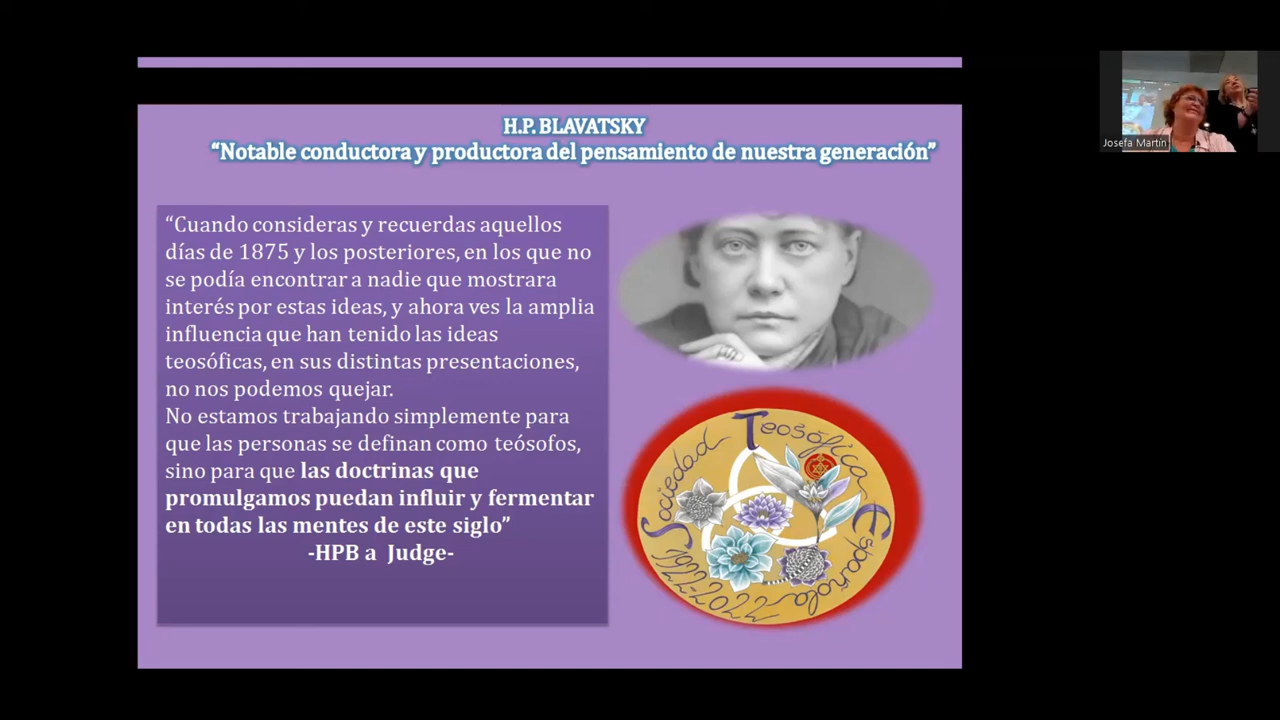 H.P. BLAVATSKY
“Notable conductora y productora del pensamiento de nuestra generación”
“Cuando consideras y recuerdas aquellos
días de 1875 y los posteriores, en los que no
se podía encontrar a nadie que mostrara
interés por estas ideas, y ahora ves la amplia
influencia que han tenido las ideas
teosóficas, en sus distintas presentaciones,
no nos podemos quejar.
No estamos trabajando simplemente para
que las personas se definan como teósofos,
sino para que las doctrinas que
promulgamos puedan influir y fermentar
en todas las mentes de este siglo”
-HPB a Judge-
Sociedad Teosófica Española
1922-2022
Josefa Martín